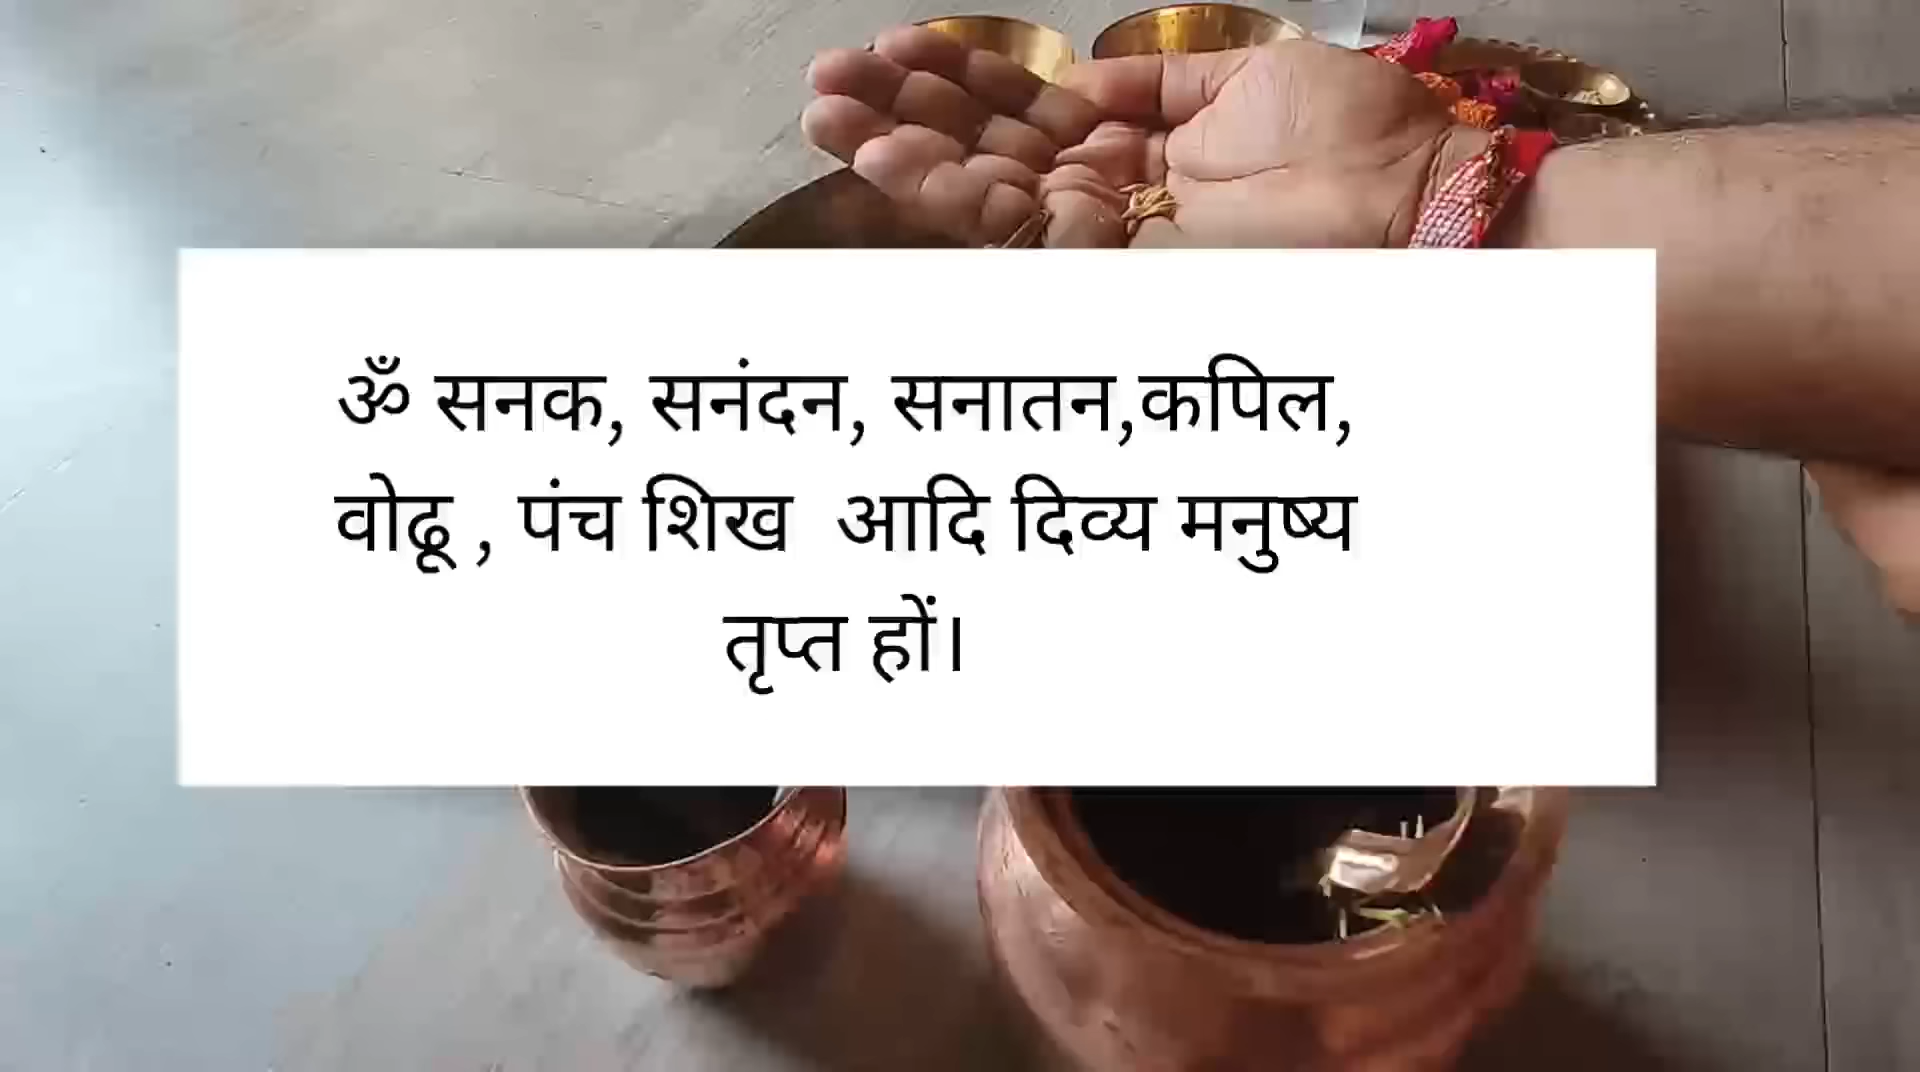 ॐ सनक, सनंदन, सनातन,कपिल,
वोढू , पंच शिख आदि दिव्य मनुष्य
तृप्त हों।